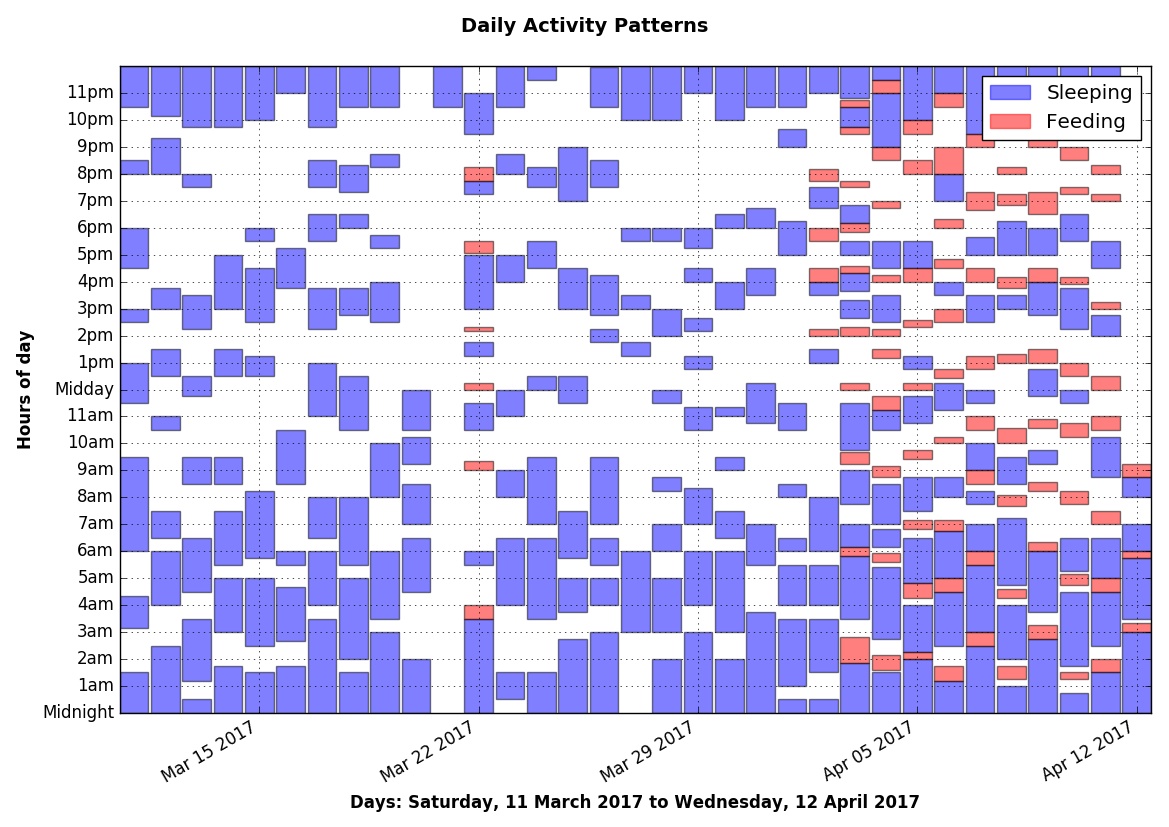 Daily Activity Patterns
Sleeping
Feeding
11pm
10pm
9pm
8pm
7pm
6pm
5pm
4pm
3pm
2pm
1pm
Midday
11am
10am
9am
8am
7am
6am
5am
4am
3am
2am
1am
Midnight
Hours of day
Mar 15 2017
Mar 22 2017
Mar 29 2017
Apr 05 2017
Apr 12 2017
Days: Saturday, 11 March 2017 to Wednesday, 12 April 2017